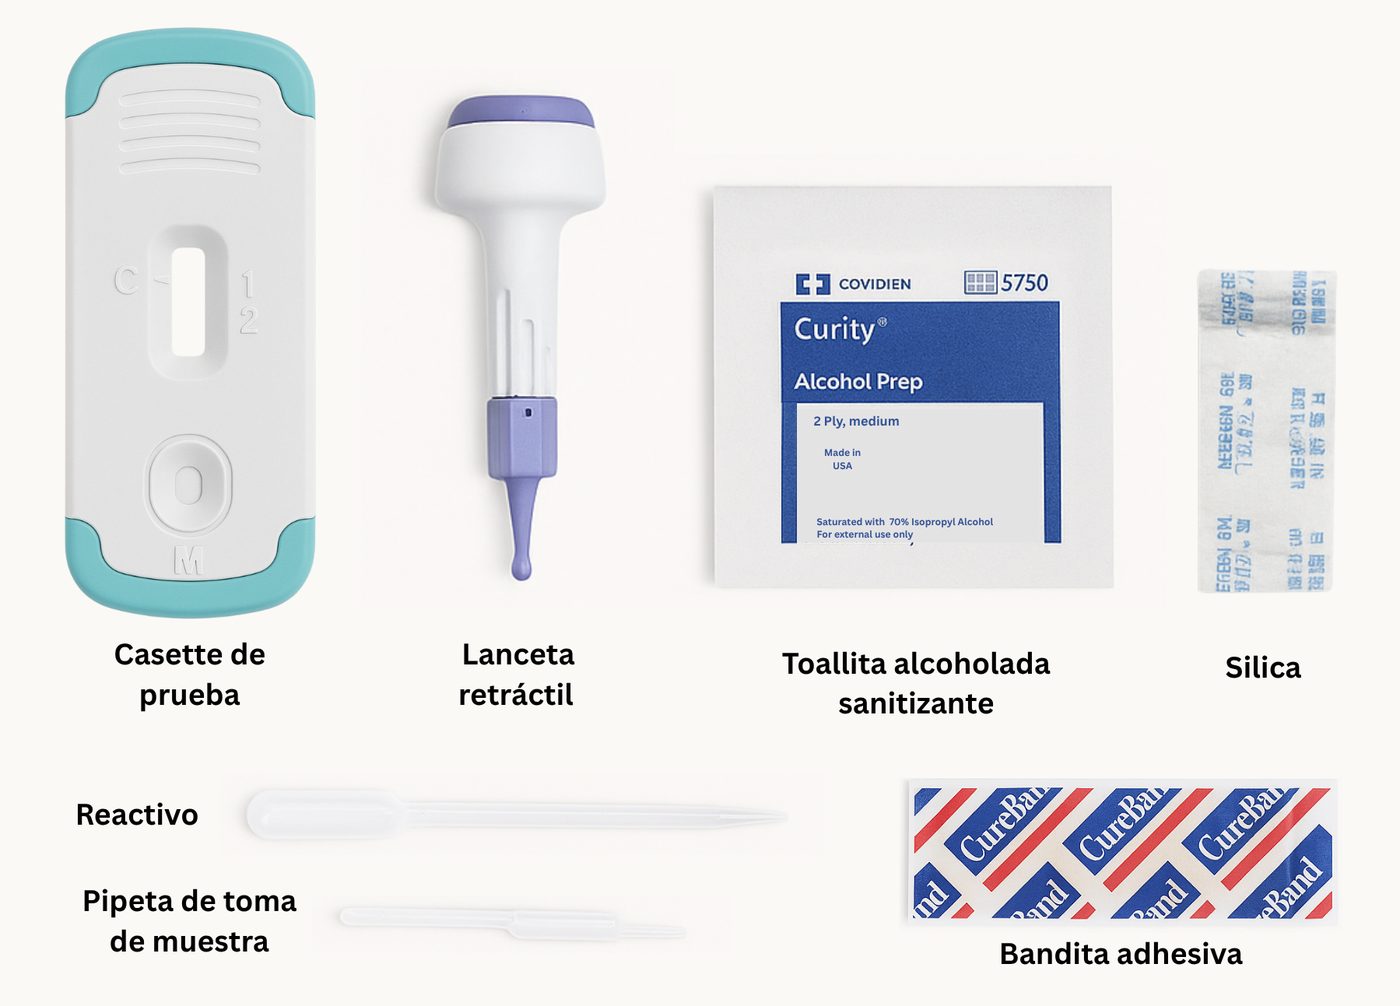 C
1
2
M
COVIDIEN
5750
Curity®
Alcohol Prep
2 Ply, medium
Made in
USA
Saturated with 70% Isopropyl Alcohol
For external use only
Casette de
prueba
Lanceta
retráctil
Toallita alcoholada
sanitizante
Silica
Reactivo
Pipeta de toma
de muestra
CureBand
CureBand
CureBand
Bandita adhesiva